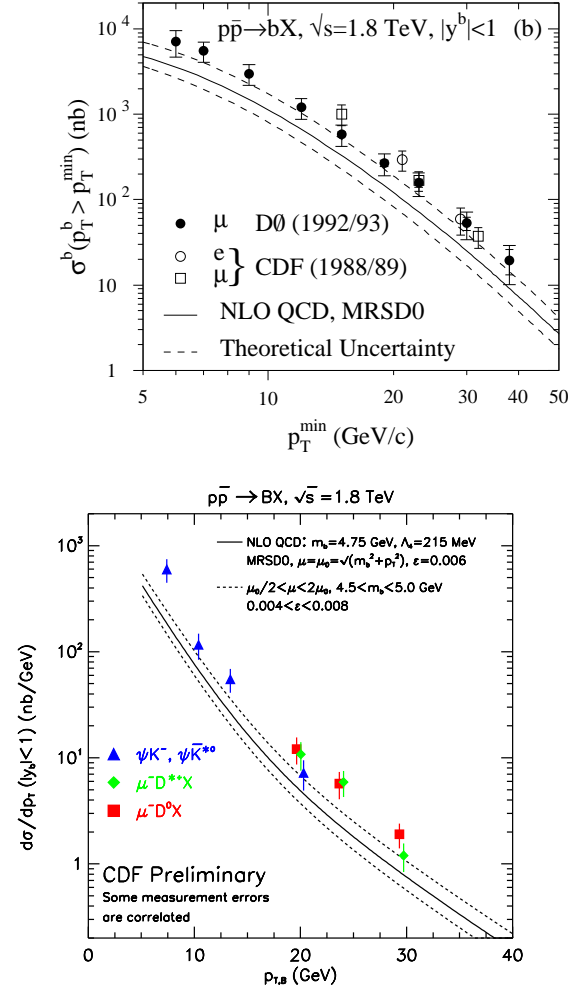 pp̄→bX, √s=1.8 TeV, |y^b|<1 (b)
10^4
10^3
10^2
10
1
σ^b(p_T^b > p_T^min) (nb)
● μ DØ (1992/93)
○ e
□ μ } CDF (1988/89)
— NLO QCD, MRSD0
- - - Theoretical Uncertainty
5 10 20 30 40 50
p_T^min (GeV/c)
pp̄ → BX, √s = 1.8 TeV
NLO QCD: m_b=4.75 GeV, Λ_4=215 MeV
MRSD0, μ=μ_0=√(m_b^2+p_T^2), ε=0.006
μ_0/2<μ<2μ_0, 4.5<m_b<5.0 GeV
0.004<ε<0.008
10^3
10^2
10
1
dσ/dp_T (|y_b|<1) (nb/GeV)
ψK^-, ψK̄^*o
μ^-D^*+X
μ^-D^0X
CDF Preliminary
Some measurement errors
are correlated
0 10 20 30 40
p_T,B (GeV)